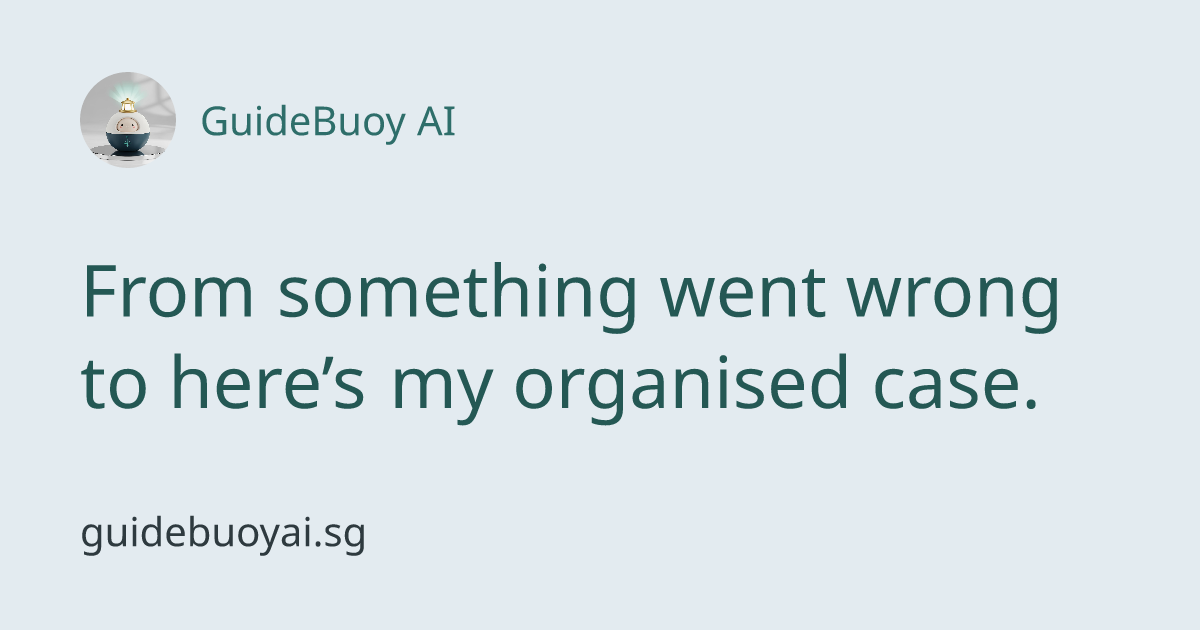 GuideBuoy AI
From something went wrong
to here’s my organised case.
guidebuoyai.sg